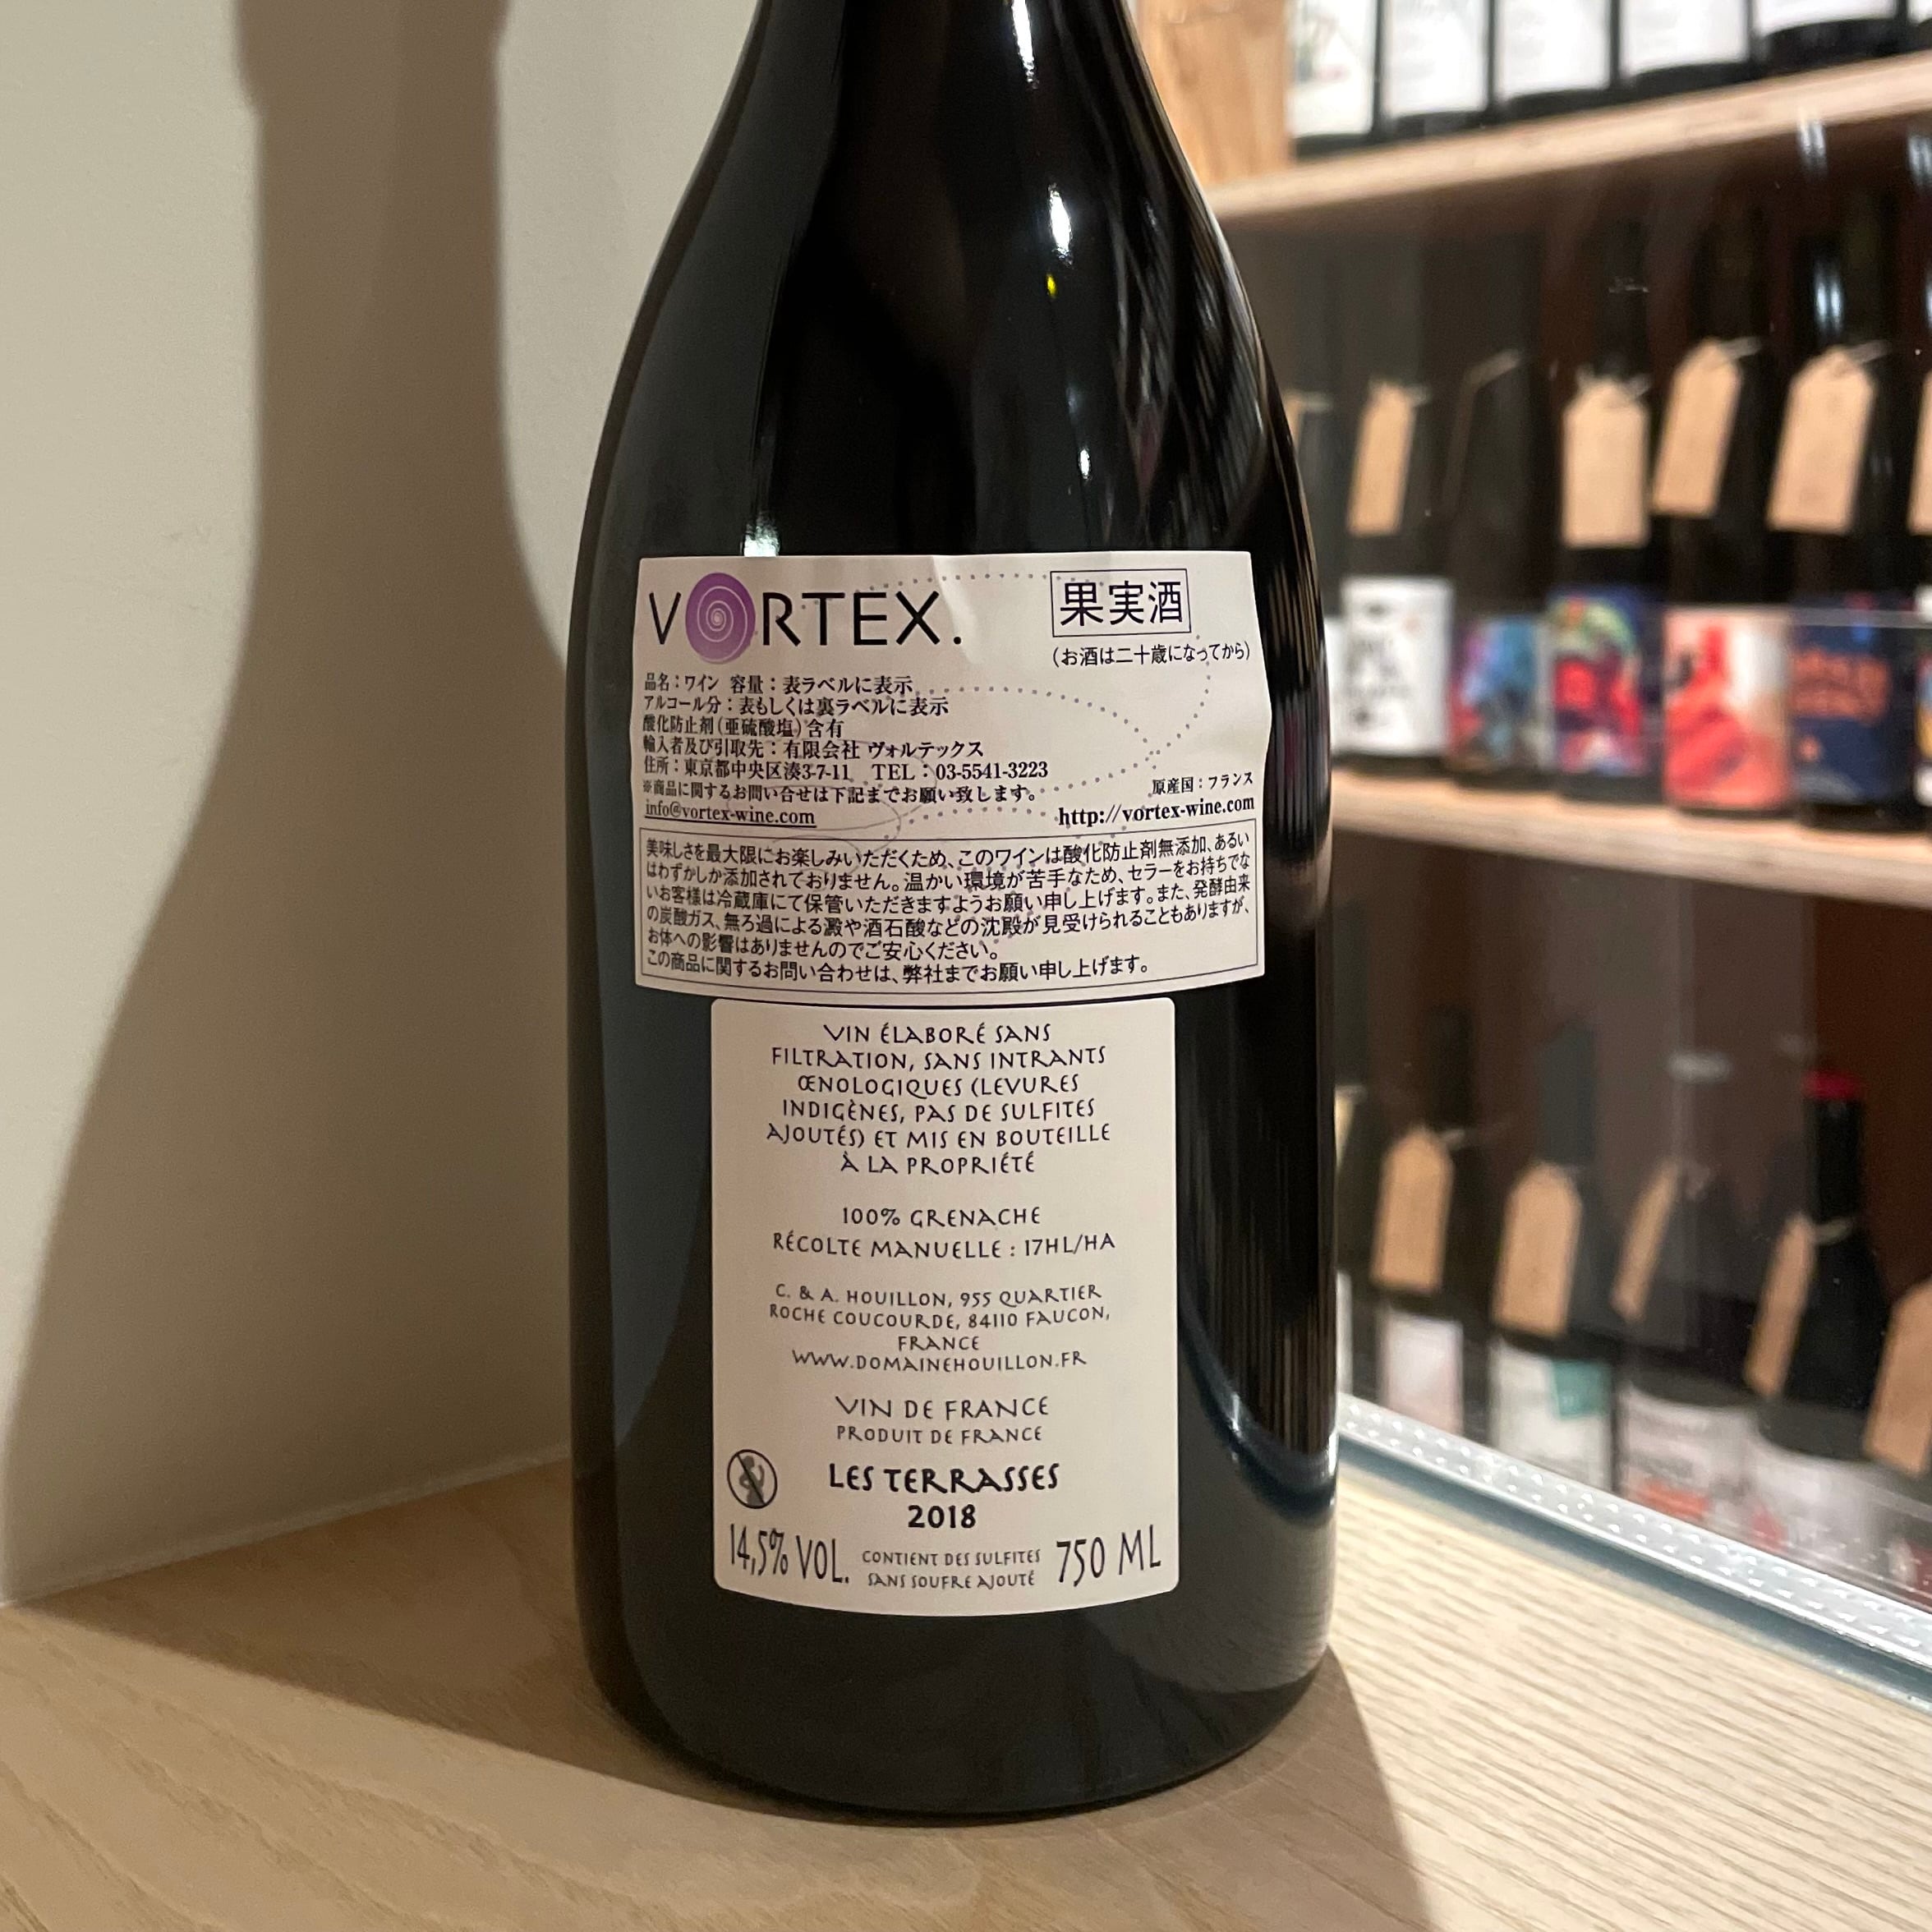 VORTEX.
果実酒
(お酒は二十歳になってから)
品名:ワイン 容量:表ラベルに表示
アルコール分:表もしくは裏ラベルに表示
酸化防止剤(亜硫酸塩)含有
輸入者及び引取先:有限会社 ヴォルテックス
住所:東京都中央区湊3-7-11 TEL:03-5541-3223
※商品に関するお問い合せは下記までお願い致します。
原産国:フランス
info@vortex-wine.com
http://vortex-wine.com
美味しさを最大限にお楽しみいただくため、このワインは酸化防止剤無添加、あるい
はわずかしか添加されておりません。温かい環境が苦手なため、セラーをお持ちでな
いお客様は冷蔵庫にて保管いただきますようお願い申し上げます。また、発酵由来
の炭酸ガス、無ろ過による澱や酒石酸などの沈殿が見受けられることもありますが、
お体への影響はありませんのでご安心ください。
この商品に関するお問い合わせは、弊社までお願い申し上げます。
VIN ÉLABORÉ SANS
FILTRATION, SANS INTRANTS
ŒNOLOGIQUES (LEVURES
INDIGÈNES, PAS DE SULFITES
AJOUTÉS) ET MIS EN BOUTEILLE
À LA PROPRIÉTÉ
100% GRENACHE
RÉCOLTE MANUELLE : 17HL/HA
C. & A. HOUILLON, 955 QUARTIER
ROCHE COUCOURDE, 84110 FAUCON,
FRANCE
WWW.DOMAINEHOUILLON.FR
VIN DE FRANCE
PRODUIT DE FRANCE
LES TERRASSES
2018
14,5% VOL.
CONTIENT DES SULFITES
SANS SOUFRE AJOUTÉ
750 ML